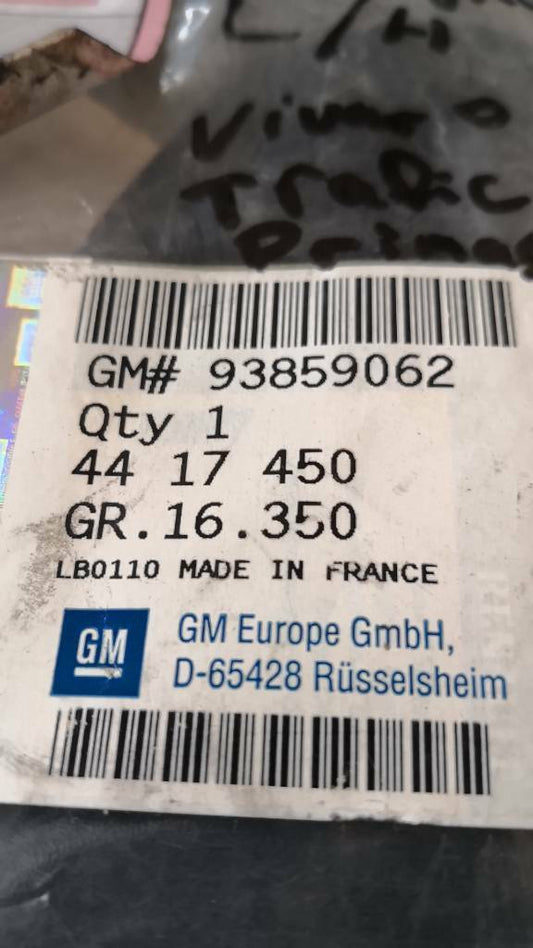 L/H
Vivaro
Trafic
GM# 93859062
Qty 1
44 17 450
GR.16.350
LB0110 MADE IN FRANCE
GM
GM Europe GmbH,
D-65428 Rüsselsheim